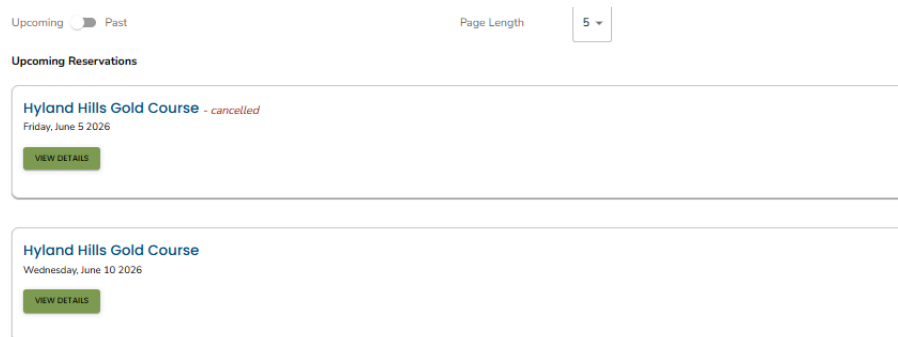 Upcoming Past Page Length 5
Upcoming Reservations
Hyland Hills Gold Course - cancelled
Friday, June 5 2026
VIEW DETAILS
Hyland Hills Gold Course
Wednesday, June 10 2026
VIEW DETAILS